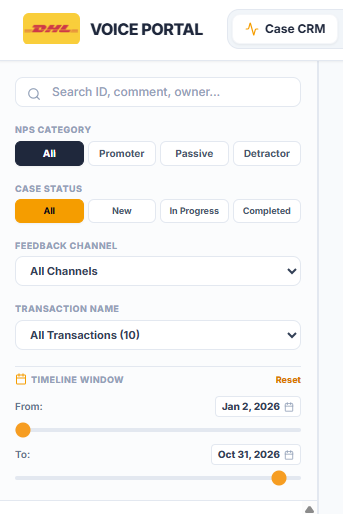 DHL VOICE PORTAL Case CRM
Search ID, comment, owner...
NPS CATEGORY
All Promoter Passive Detractor
CASE STATUS
All New In Progress Completed
FEEDBACK CHANNEL
All Channels
TRANSACTION NAME
All Transactions (10)
TIMELINE WINDOW Reset
From: Jan 2, 2026
To: Oct 31, 2026